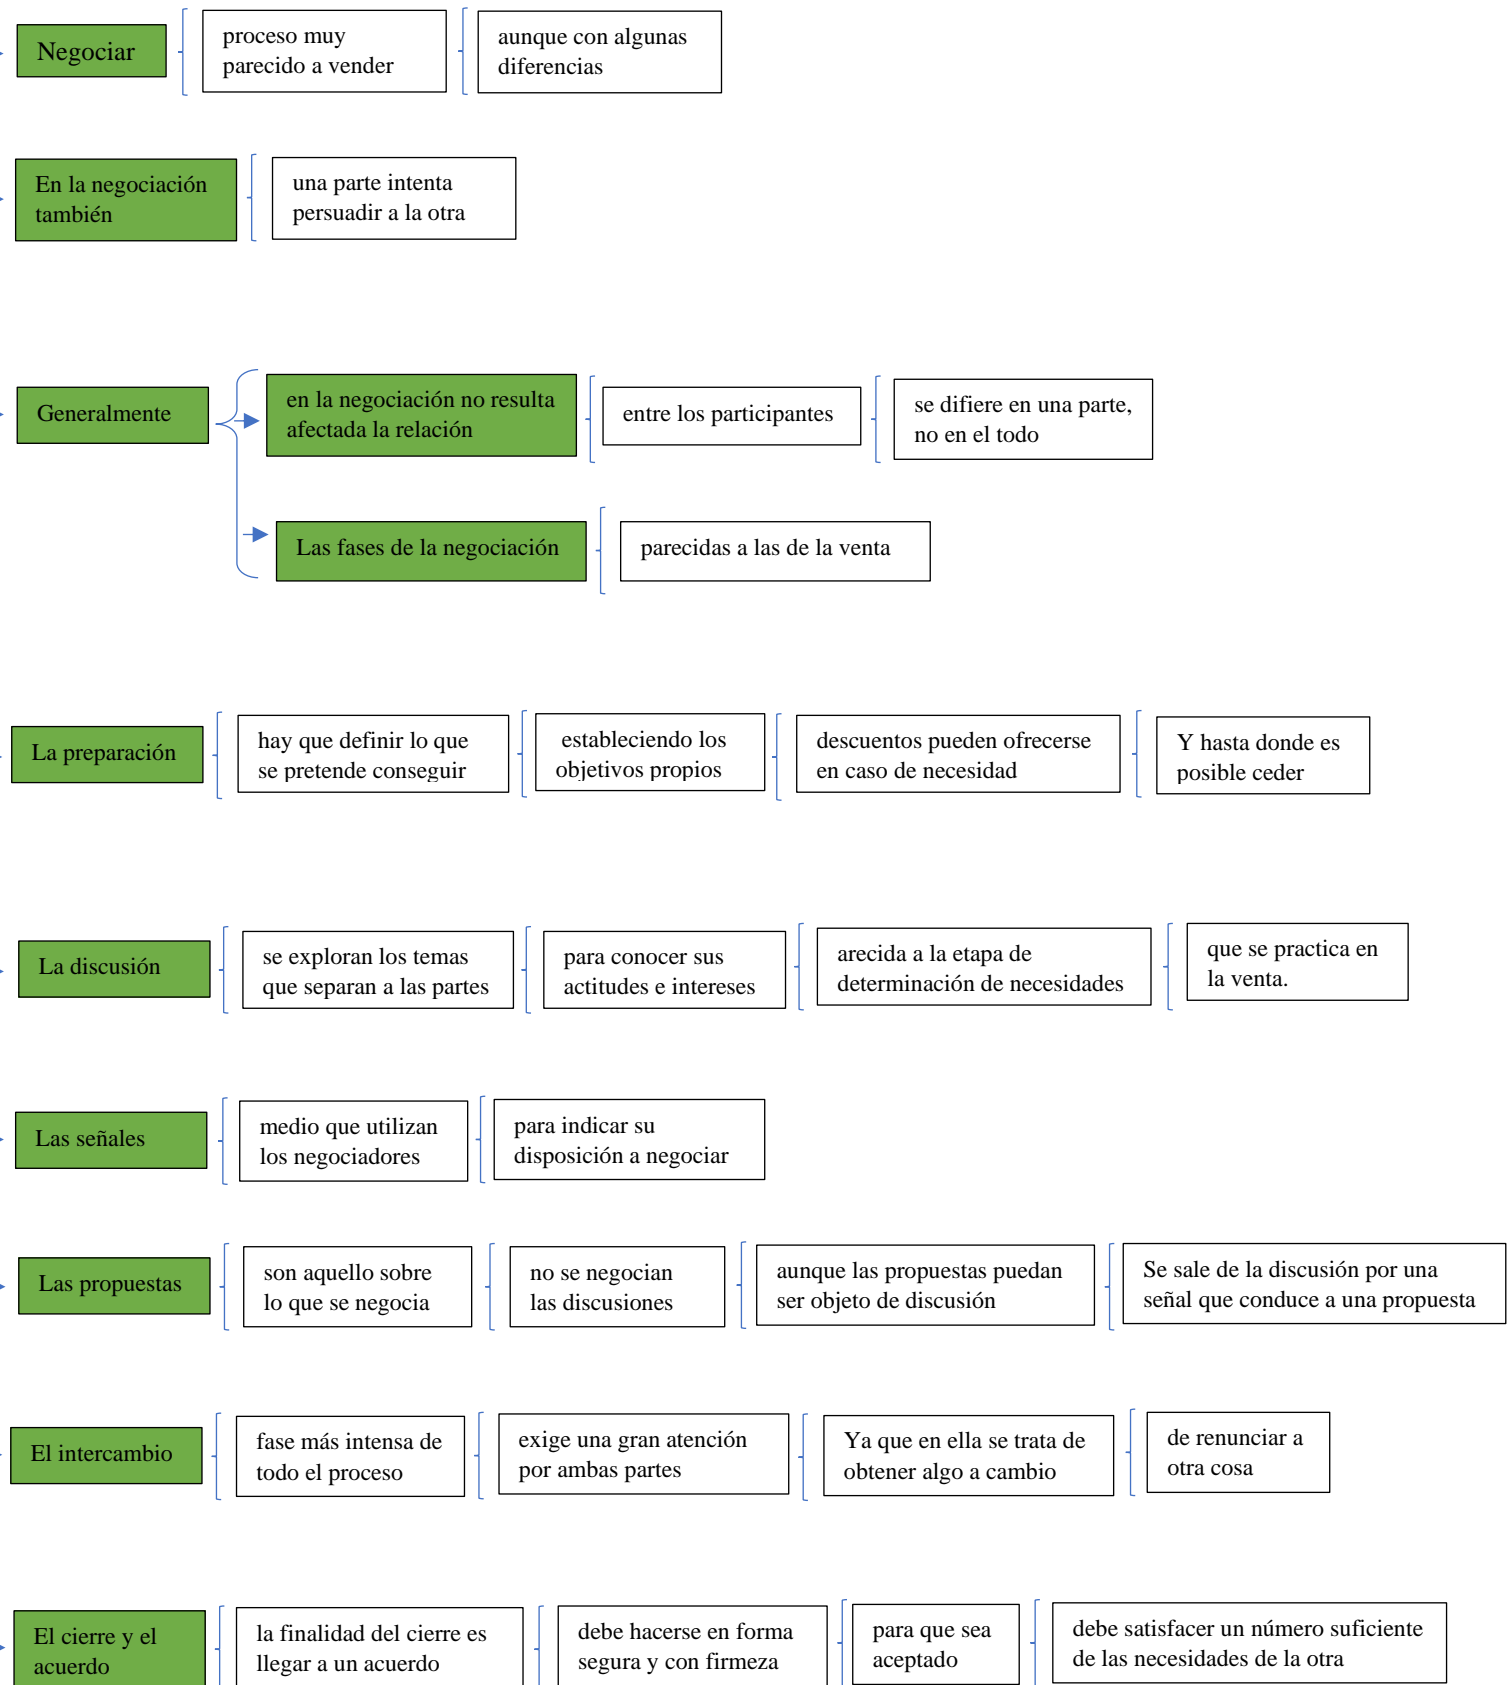 Negociar
proceso muy
parecido a vender
aunque con algunas
diferencias
En la negociación
también
una parte intenta
persuadir a la otra
Generalmente
en la negociación no resulta
afectada la relación
entre los participantes
se difiere en una parte,
no en el todo
Las fases de la negociación
parecidas a las de la venta
La preparación
hay que definir lo que
se pretende conseguir
estableciendo los
objetivos propios
descuentos pueden ofrecerse
en caso de necesidad
Y hasta donde es
posible ceder
La discusión
se exploran los temas
que separan a las partes
para conocer sus
actitudes e intereses
arecida a la etapa de
determinación de necesidades
que se practica en
la venta.
Las señales
medio que utilizan
los negociadores
para indicar su
disposición a negociar
Las propuestas
son aquello sobre
lo que se negocia
no se negocian
las discusiones
aunque las propuestas puedan
ser objeto de discusión
Se sale de la discusión por una
señal que conduce a una propuesta
El intercambio
fase más intensa de
todo el proceso
exige una gran atención
por ambas partes
Ya que en ella se trata de
obtener algo a cambio
de renunciar a
otra cosa
El cierre y el
acuerdo
la finalidad del cierre es
llegar a un acuerdo
debe hacerse en forma
segura y con firmeza
para que sea
aceptado
debe satisfacer un número suficiente
de las necesidades de la otra